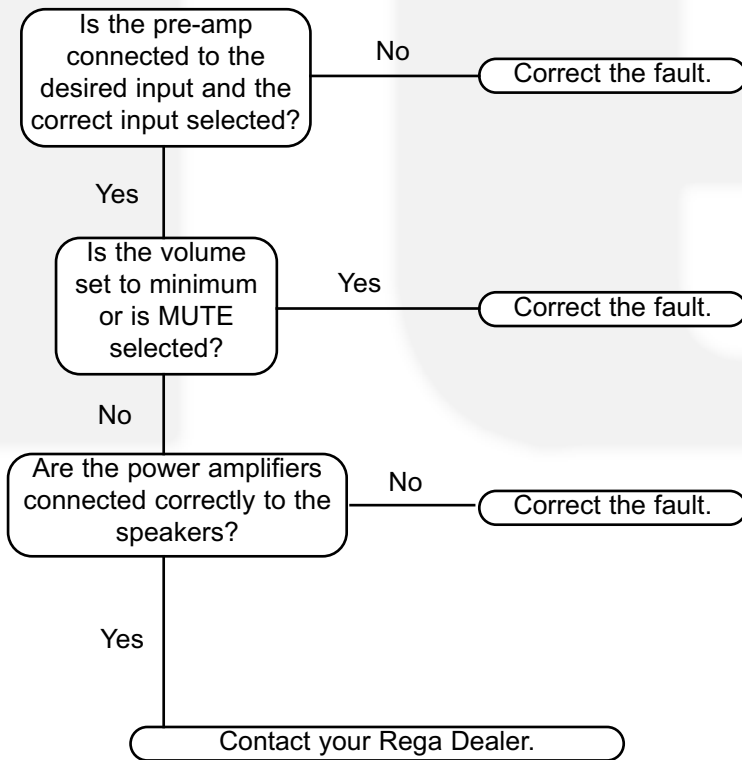 Is the pre-amp
connected to the
desired input and the
correct input selected?
No
Correct the fault.
Yes
Is the volume
set to minimum
or is MUTE
selected?
Yes
Correct the fault.
No
Are the power amplifiers
connected correctly to the
speakers?
No
Correct the fault.
Yes
Contact your Rega Dealer.